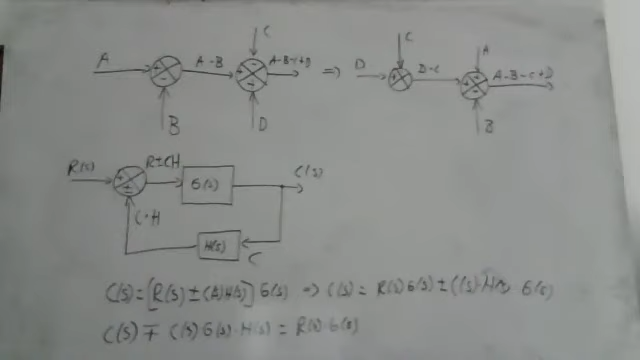 A
A-B
B
C
A-B-C+D
D
⇒
D
C
D-C
A
A-B-C+D
B
R(s)
R±CH
G(s)
C(s)
C·H
H(s)
C
C(s) = [R(s) ± C(s)H(s)] G(s) ⇒ C(s) = R(s) G(s) ± C(s)·H(s) G(s)
C(s) ∓ C(s) G(s)·H(s) = R(s)·G(s)